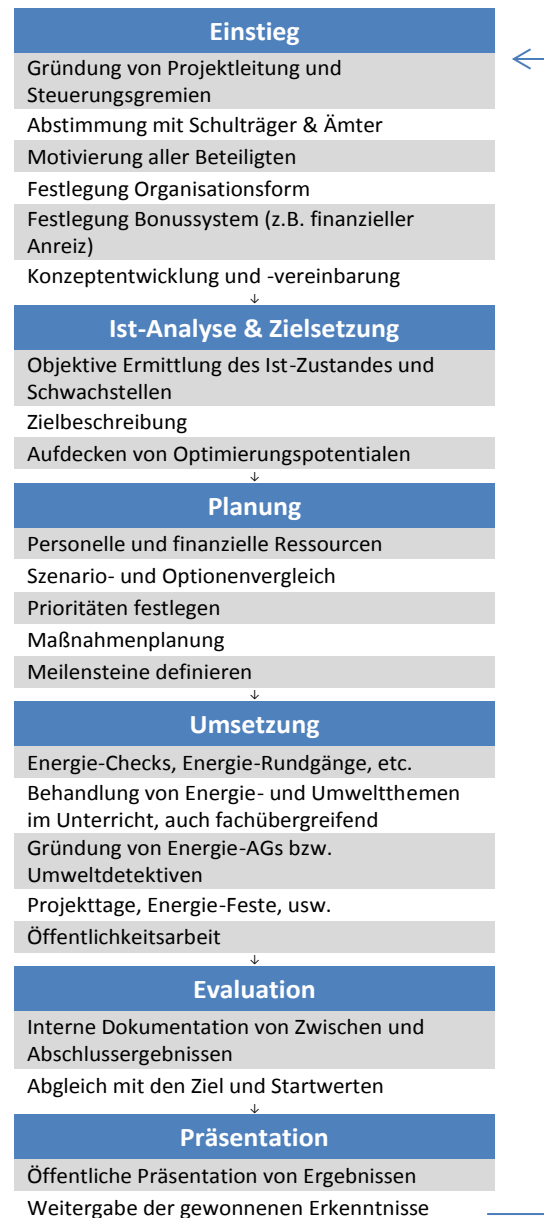 Einstieg
Gründung von Projektleitung und
Steuerungsgremien
Abstimmung mit Schulträger & Ämter
Motivierung aller Beteiligten
Festlegung Organisationsform
Festlegung Bonussystem (z.B. finanzieller
Anreiz)
Konzeptentwicklung und -vereinbarung
↓
Ist-Analyse & Zielsetzung
Objektive Ermittlung des Ist-Zustandes und
Schwachstellen
Zielbeschreibung
Aufdecken von Optimierungspotentialen
↓
Planung
Personelle und finanzielle Ressourcen
Szenario- und Optionenvergleich
Prioritäten festlegen
Maßnahmenplanung
Meilensteine definieren
↓
Umsetzung
Energie-Checks, Energie-Rundgänge, etc.
Behandlung von Energie- und Umweltthemen
im Unterricht, auch fachübergreifend
Gründung von Energie-AGs bzw.
Umweltdetektiven
Projekttage, Energie-Feste, usw.
Öffentlichkeitsarbeit
↓
Evaluation
Interne Dokumentation von Zwischen und
Abschlussergebnissen
Abgleich mit den Ziel und Startwerten
↓
Präsentation
Öffentliche Präsentation von Ergebnissen
Weitergabe der gewonnenen Erkenntnisse